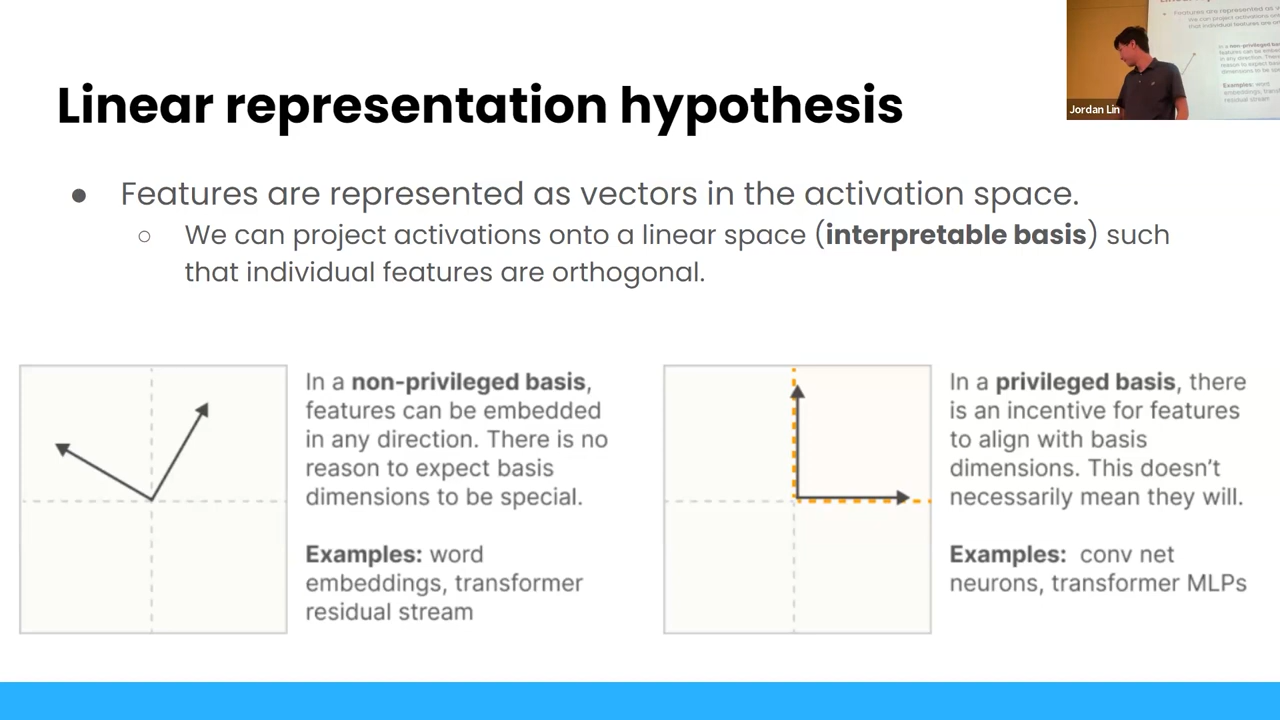 Linear representation hypothesis
● Features are represented as vectors in the activation space.
○ We can project activations onto a linear space (interpretable basis) such
that individual features are orthogonal.
In a non-privileged basis,
features can be embedded
in any direction. There is no
reason to expect basis
dimensions to be special.
Examples: word
embeddings, transformer
residual stream
In a privileged basis, there
is an incentive for features
to align with basis
dimensions. This doesn’t
necessarily mean they will.
Examples: conv net
neurons, transformer MLPs
Jordan Lin